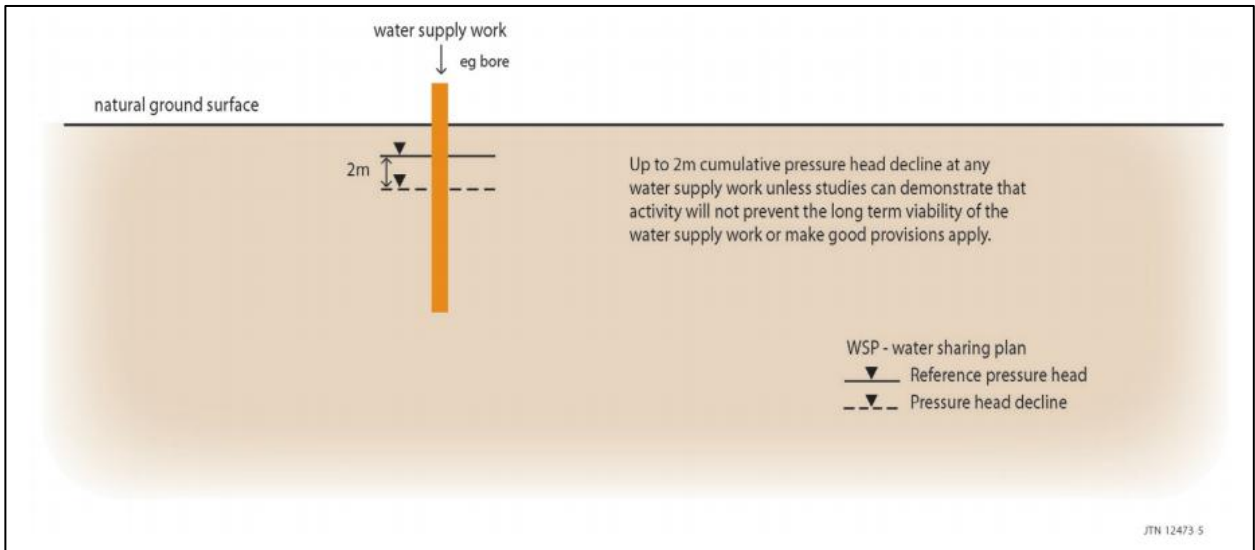 water supply work
eg bore
natural ground surface
2m
Up to 2m cumulative pressure head decline at any
water supply work unless studies can demonstrate that
activity will not prevent the long term viability of the
water supply work or make good provisions apply.
WSP - water sharing plan
Reference pressure head
Pressure head decline
JTN 12473-5